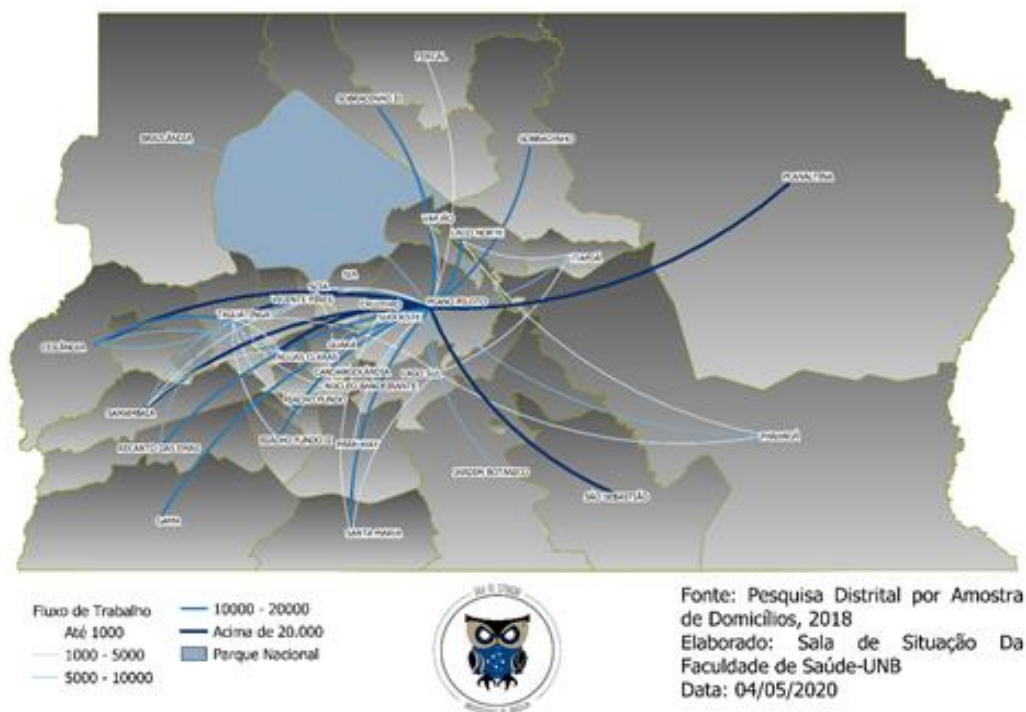 FERCAL
SOBRADINHO II
BRAZLÂNDIA
SOBRADINHO
PLANALTINA
VARJÃO
LAGO NORTE
ITAPOÃ
SIA
SCIA
VICENTE PIRES
PLANO PILOTO
CRUZEIRO
TAGUATINGA
SUDOESTE
CEILÂNDIA
GUARÁ
ÁGUAS CLARAS
CANDANGOLÂNDIA
LAGO SUL
NÚCLEO BANDEIRANTE
RIACHO FUNDO
SAMAMBAIA
RIACHO FUNDO II
PARK WAY
PARANOÁ
RECANTO DAS EMAS
JARDIM BOTÂNICO
SÃO SEBASTIÃO
GAMA
SANTA MARIA
Fluxo de Trabalho
Até 1000
1000 - 5000
5000 - 10000
10000 - 20000
Acima de 20.000
Parque Nacional
Fonte: Pesquisa Distrital por Amostra
de Domicílios, 2018
Elaborado: Sala de Situação Da
Faculdade de Saúde-UNB
Data: 04/05/2020